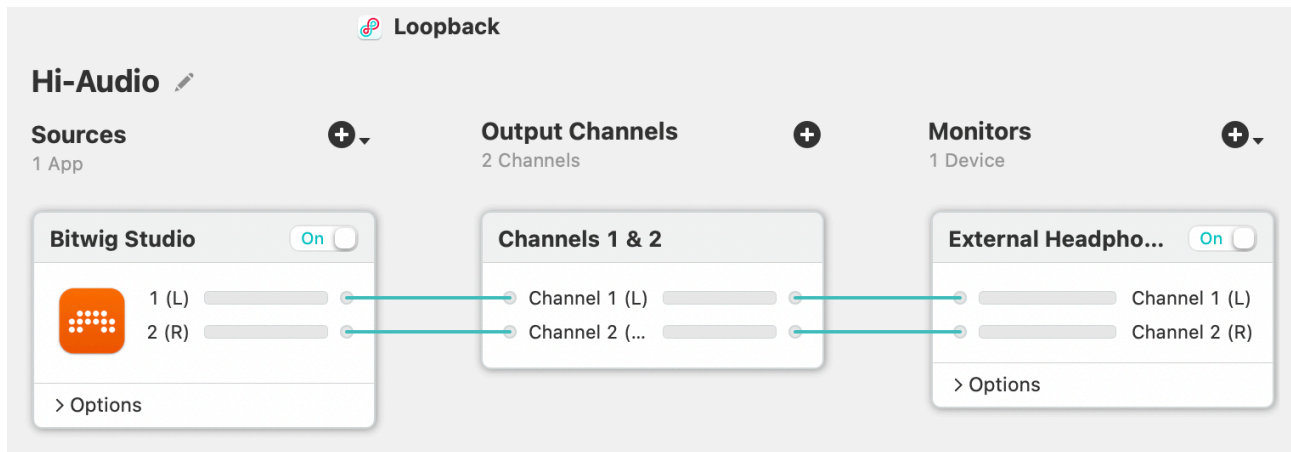 Loopback
Hi-Audio
Sources
1 App
Output Channels
2 Channels
Monitors
1 Device
Bitwig Studio On
1 (L)
2 (R)
> Options
Channels 1 & 2
Channel 1 (L)
Channel 2 (...
External Headpho... On
Channel 1 (L)
Channel 2 (R)
> Options